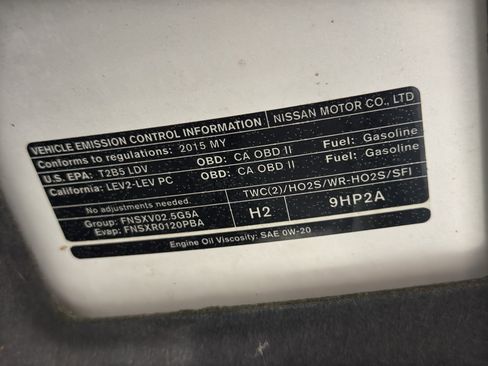 VEHICLE EMISSION CONTROL INFORMATION NISSAN MOTOR CO., LTD
Conforms to regulations: 2015 MY
U.S. EPA: T2B5 LDV OBD: CA OBD II Fuel: Gasoline
California: LEV2-LEV PC OBD: CA OBD II Fuel: Gasoline
No adjustments needed. TWC(2)/HO2S/WR-HO2S/SFI
Group: FNSXV02.5G5A
Evap: FNSXR0120PBA H2 9HP2A
Engine Oil Viscosity: SAE 0W-20